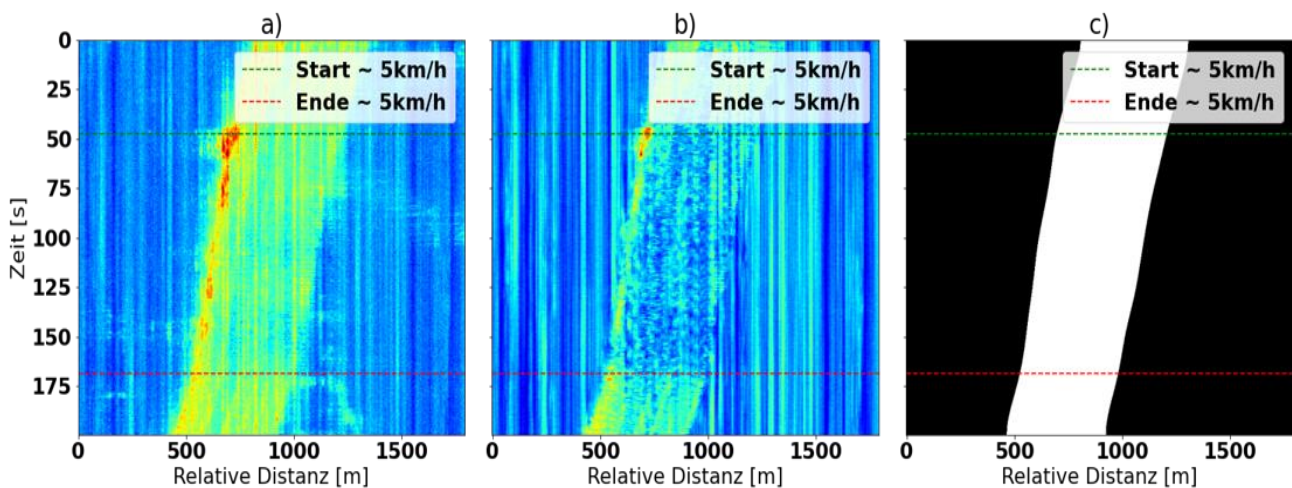 a)
b)
c)
Start ~ 5km/h
Ende ~ 5km/h
Start ~ 5km/h
Ende ~ 5km/h
Start ~ 5km/h
Ende ~ 5km/h
Zeit [s]
0
25
50
75
100
125
150
175
0 500 1000 1500
0 500 1000 1500
0 500 1000 1500
Relative Distanz [m]
Relative Distanz [m]
Relative Distanz [m]